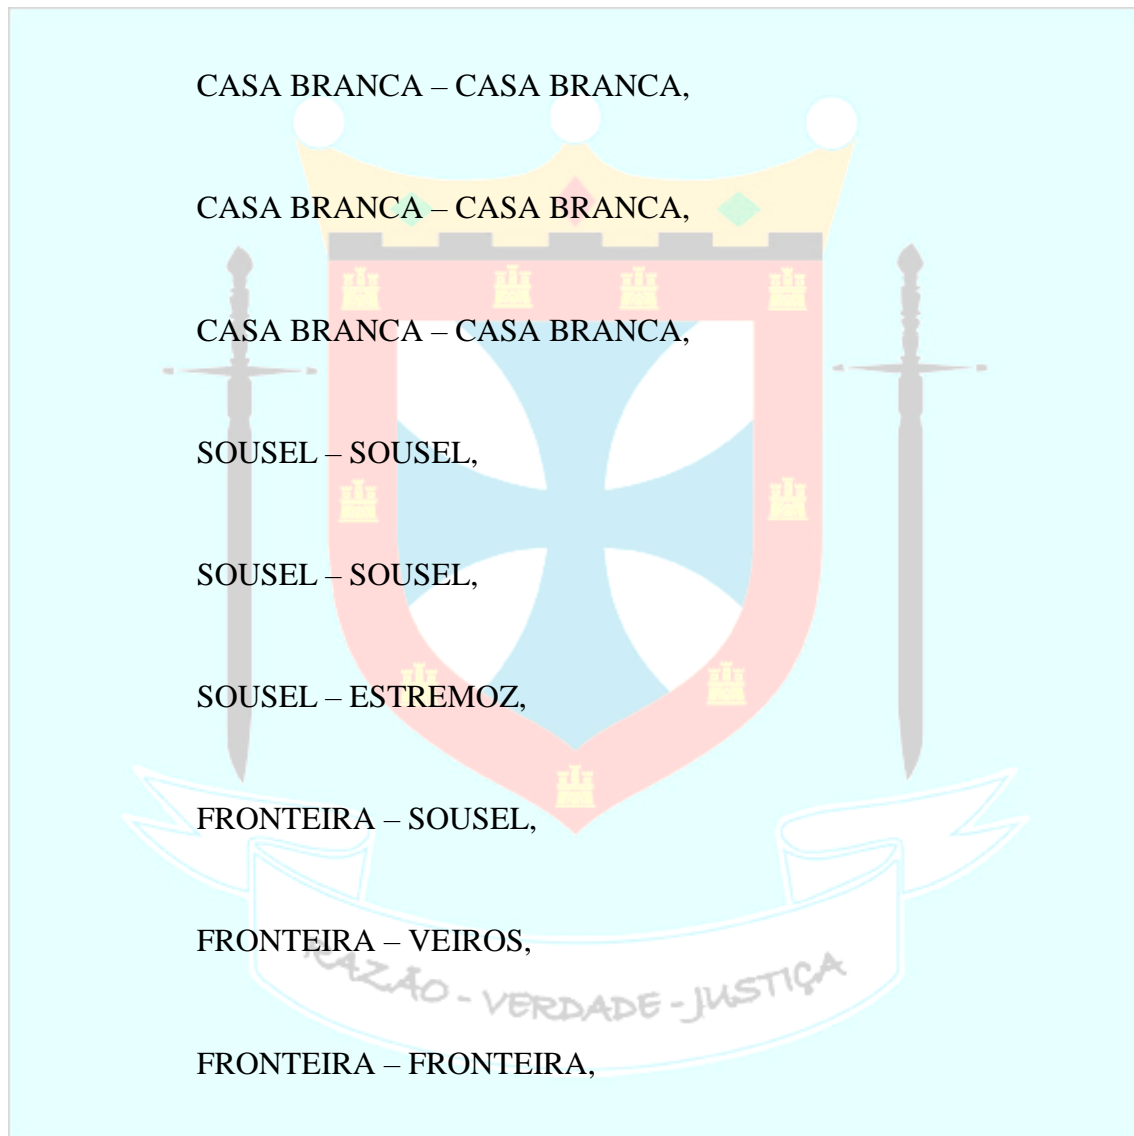 CASA BRANCA – CASA BRANCA,
CASA BRANCA – CASA BRANCA,
CASA BRANCA – CASA BRANCA,
SOUSEL – SOUSEL,
SOUSEL – SOUSEL,
SOUSEL – ESTREMOZ,
FRONTEIRA – SOUSEL,
FRONTEIRA – VEIROS,
RAZÃO - VERDADE - JUSTIÇA
FRONTEIRA – FRONTEIRA,